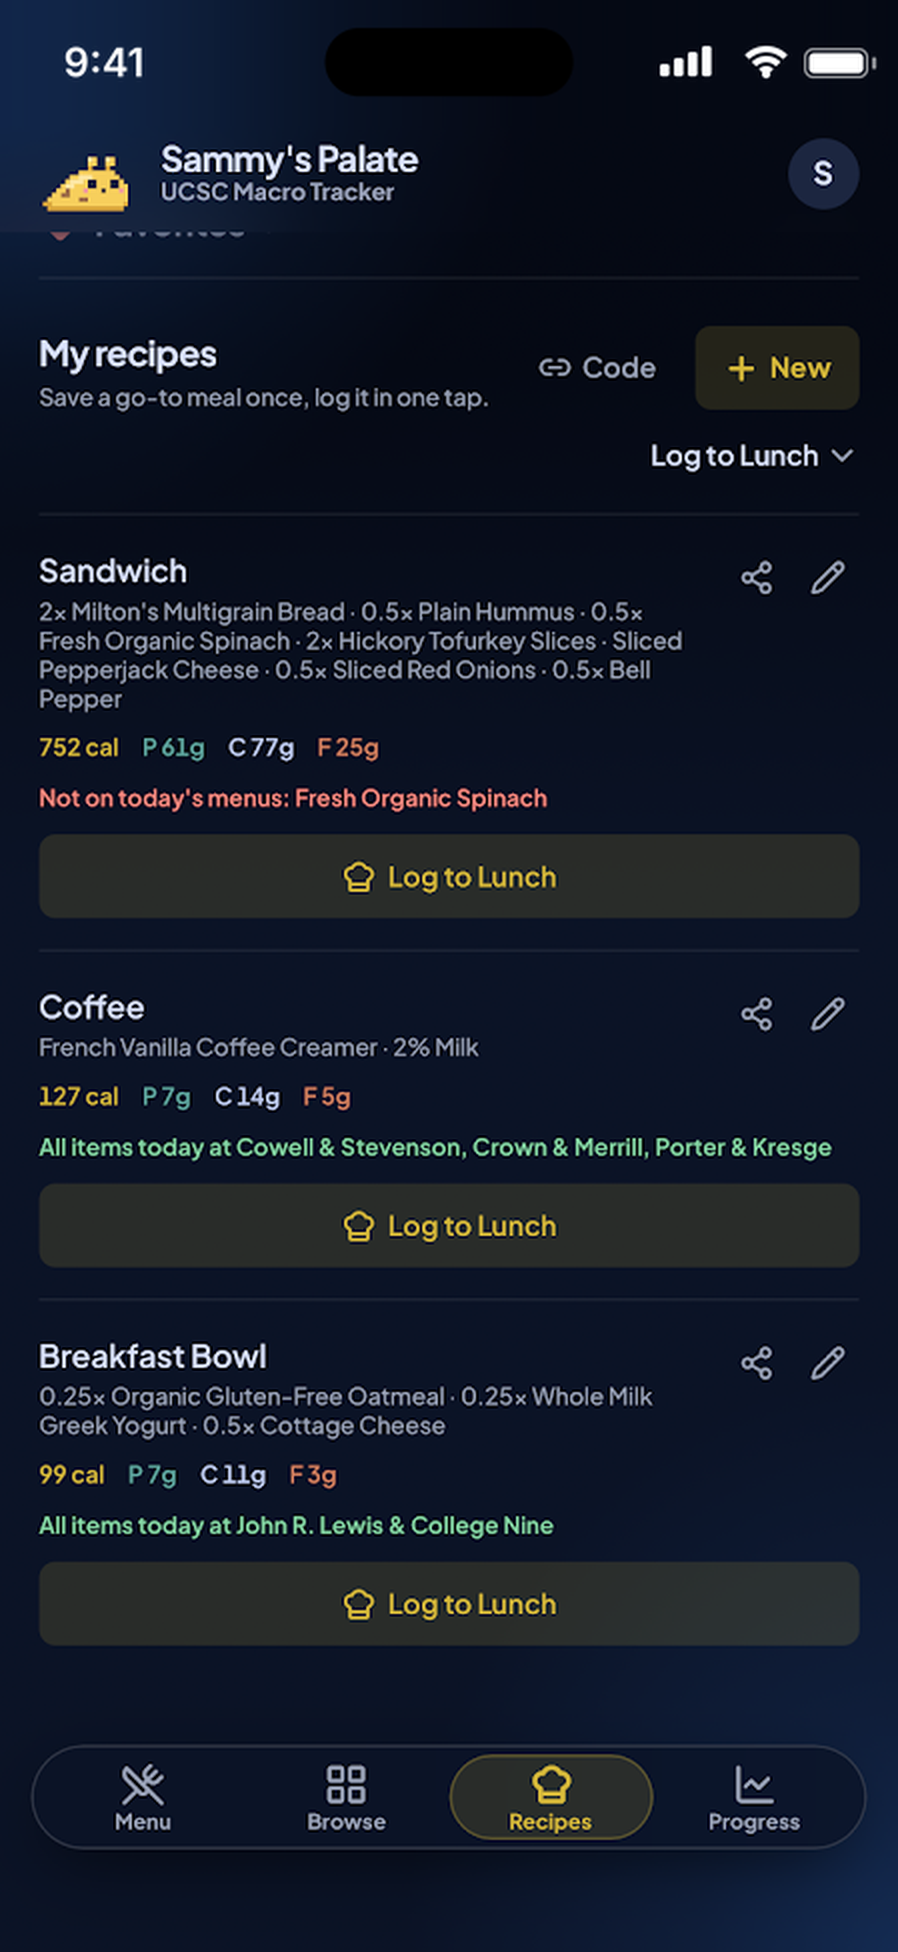 9:41
Sammy's Palate
UCSC Macro Tracker
S
Favorites
My recipes
Save a go-to meal once, log it in one tap.
Code
+ New
Log to Lunch
Sandwich
2× Milton's Multigrain Bread · 0.5× Plain Hummus · 0.5×
Fresh Organic Spinach · 2× Hickory Tofurkey Slices · Sliced
Pepperjack Cheese · 0.5× Sliced Red Onions · 0.5× Bell
Pepper
752 cal P 61g C 77g F 25g
Not on today's menus: Fresh Organic Spinach
Log to Lunch
Coffee
French Vanilla Coffee Creamer · 2% Milk
127 cal P 7g C 14g F 5g
All items today at Cowell & Stevenson, Crown & Merrill, Porter & Kresge
Log to Lunch
Breakfast Bowl
0.25× Organic Gluten-Free Oatmeal · 0.25× Whole Milk
Greek Yogurt · 0.5× Cottage Cheese
99 cal P 7g C 11g F 3g
All items today at John R. Lewis & College Nine
Log to Lunch
Menu
Browse
Recipes
Progress